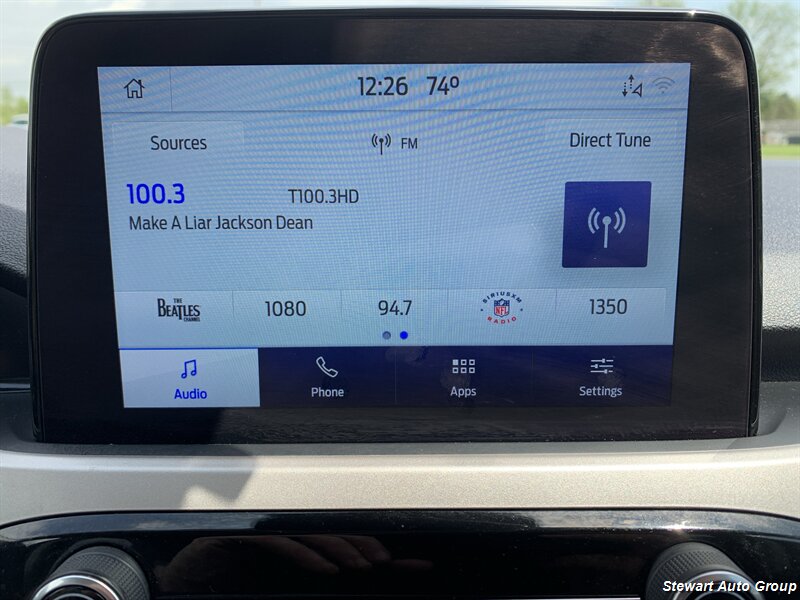 12:26 74º
Sources FM Direct Tune
100.3 T100.3HD
Make A Liar Jackson Dean
THE BEATLES CHANNEL 1080 94.7 SIRIUSXM NFL RADIO 1350
Audio Phone Apps Settings
Stewart Auto Group